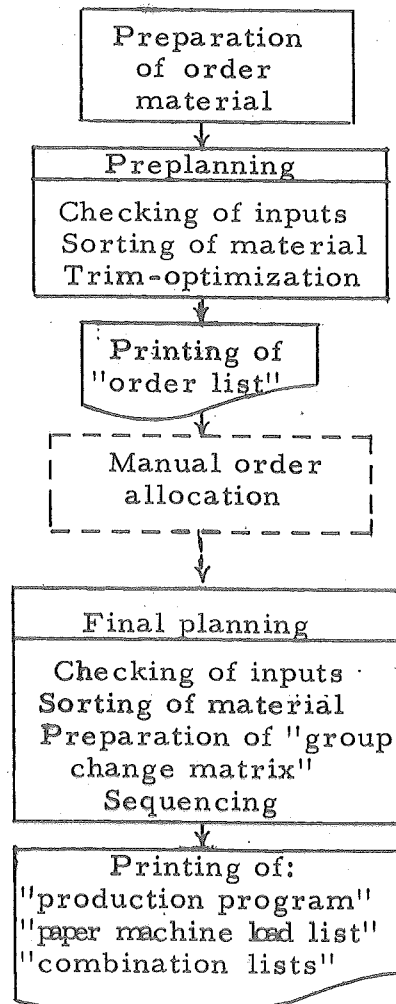 Preparation
of order
material
Preplanning
Checking of inputs
Sorting of material
Trim-optimization
Printing of
"order list"
Manual order
allocation
Final planning
Checking of inputs
Sorting of material
Preparation of "group
change matrix"
Sequencing
Printing of:
"production program"
"paper machine load list"
"combination lists"